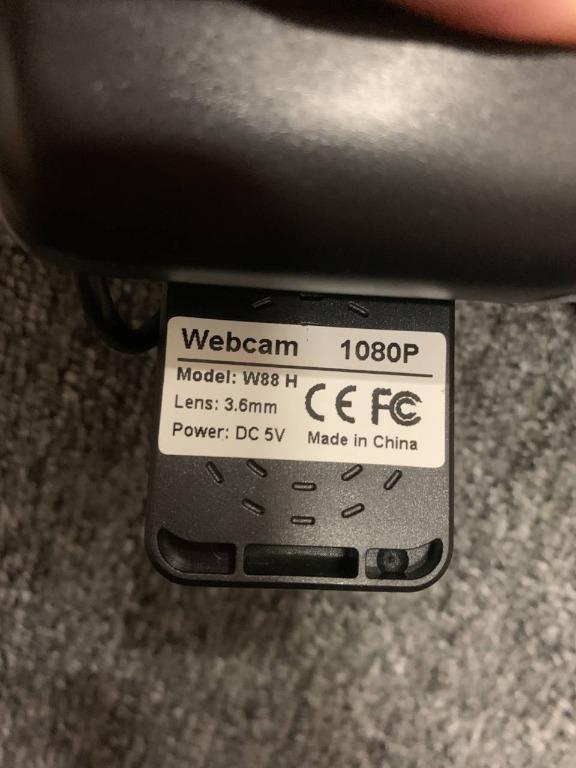 Webcam 1080P
Model: W88 H
Lens: 3.6mm
CE FC
Power: DC 5V
Made in China